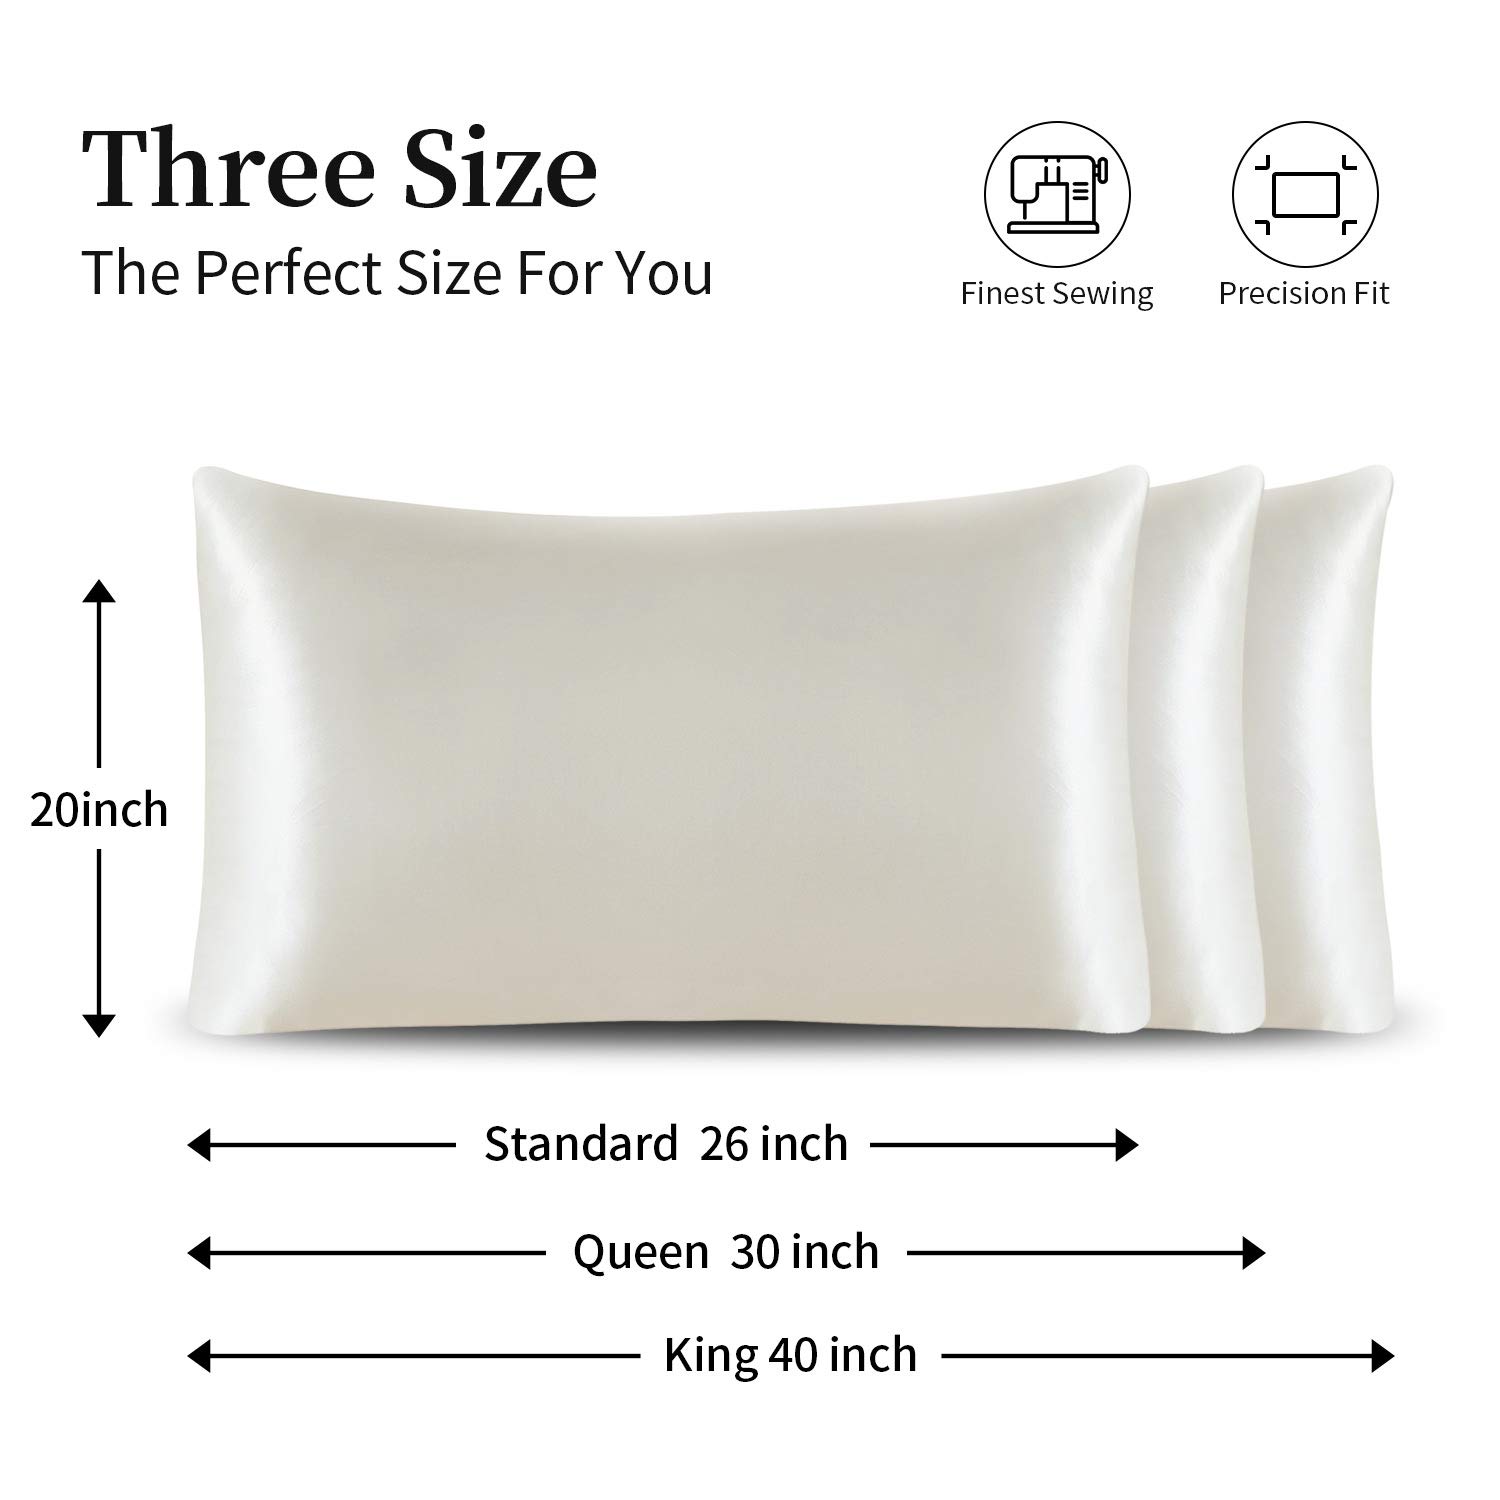 Three Size
The Perfect Size For You
Finest Sewing
Precision Fit
20inch
Standard 26 inch
Queen 30 inch
King 40 inch